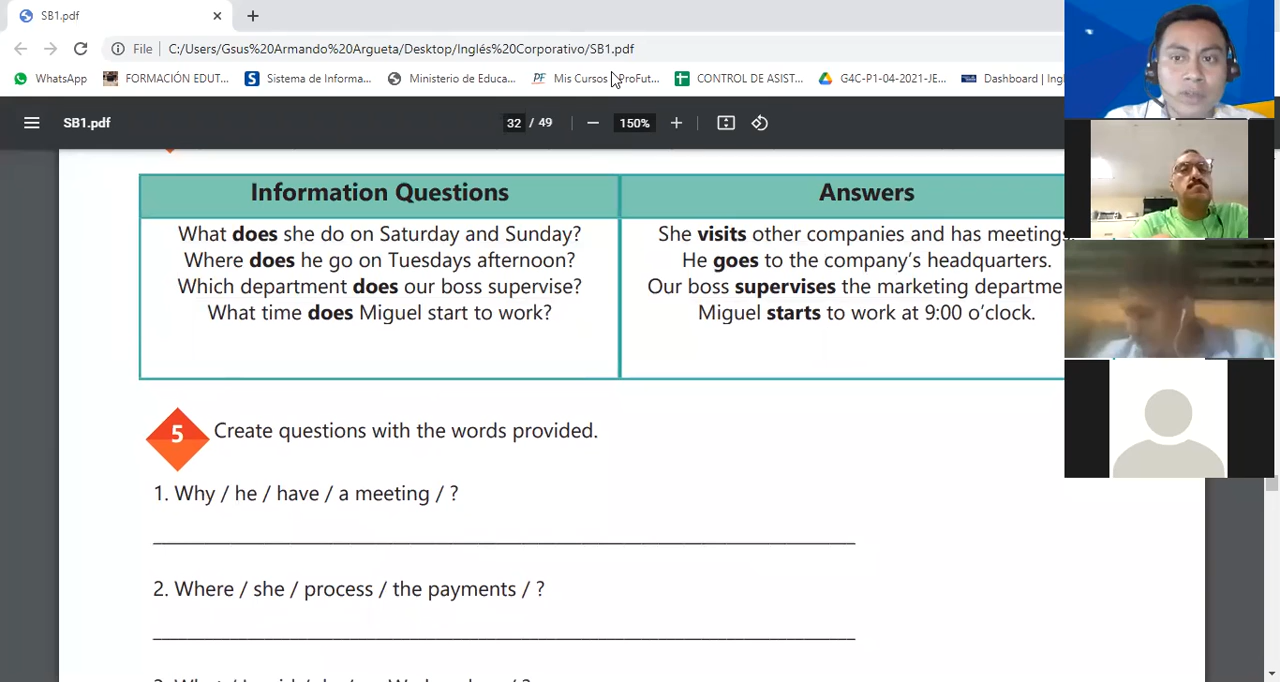 SB1.pdf
File C:/Users/Gsus%20Armando%20Argueta/Desktop/Inglés%20Corporativo/SB1.pdf
WhatsApp FORMACIÓN EDUT... Sistema de Informa... Ministerio de Educa... PF Mis Cursos ProFut... CONTROL DE ASIST... G4C-P1-04-2021-JE... Dashboard | Ingl
SB1.pdf 32 / 49 150%
Information Questions Answers
What does she do on Saturday and Sunday? She visits other companies and has meetings.
Where does he go on Tuesdays afternoon? He goes to the company's headquarters.
Which department does our boss supervise? Our boss supervises the marketing departme
What time does Miguel start to work? Miguel starts to work at 9:00 o'clock.
5 Create questions with the words provided.
1. Why / he / have / a meeting / ?
2. Where / she / process / the payments / ?